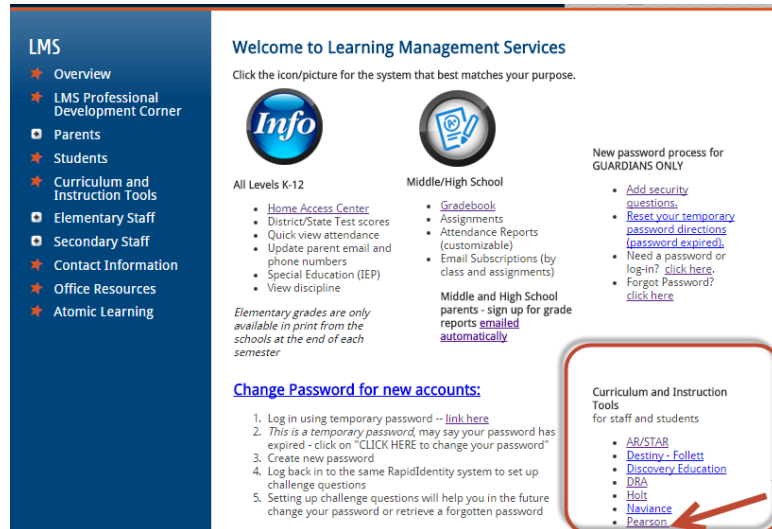 LMS
Overview
LMS Professional
Development Corner
Parents
Students
Curriculum and
Instruction Tools
Elementary Staff
Secondary Staff
Contact Information
Office Resources
Atomic Learning
Welcome to Learning Management Services
Click the icon/picture for the system that best matches your purpose.
Info
All Levels K-12
Home Access Center
District/State Test scores
Quick view attendance
Update parent email and
phone numbers
Special Education (IEP)
View discipline
Elementary grades are only
available in print from the
schools at the end of each
semester
A+
Middle/High School
Gradebook
Assignments
Attendance Reports
(customizable)
Email Subscriptions (by
class and assignments)
Middle and High School
parents - sign up for grade
reports emailed
automatically
New password process for
GUARDIANS ONLY
Add security
questions.
Reset your temporary
password directions
(password expired).
Need a password or
log-in? click here.
Forgot Password?
click here
Change Password for new accounts:
1. Log in using temporary password -- link here
2. This is a temporary password, may say your password has
expired - click on "CLICK HERE to change your password"
3. Create new password
4. Log back in to the same RapidIdentity system to set up
challenge questions
5. Setting up challenge questions will help you in the future
change your password or retrieve a forgotten password
Curriculum and Instruction
Tools
for staff and students
AR/STAR
Destiny - Follett
Discovery Education
DRA
Holt
Naviance
Pearson